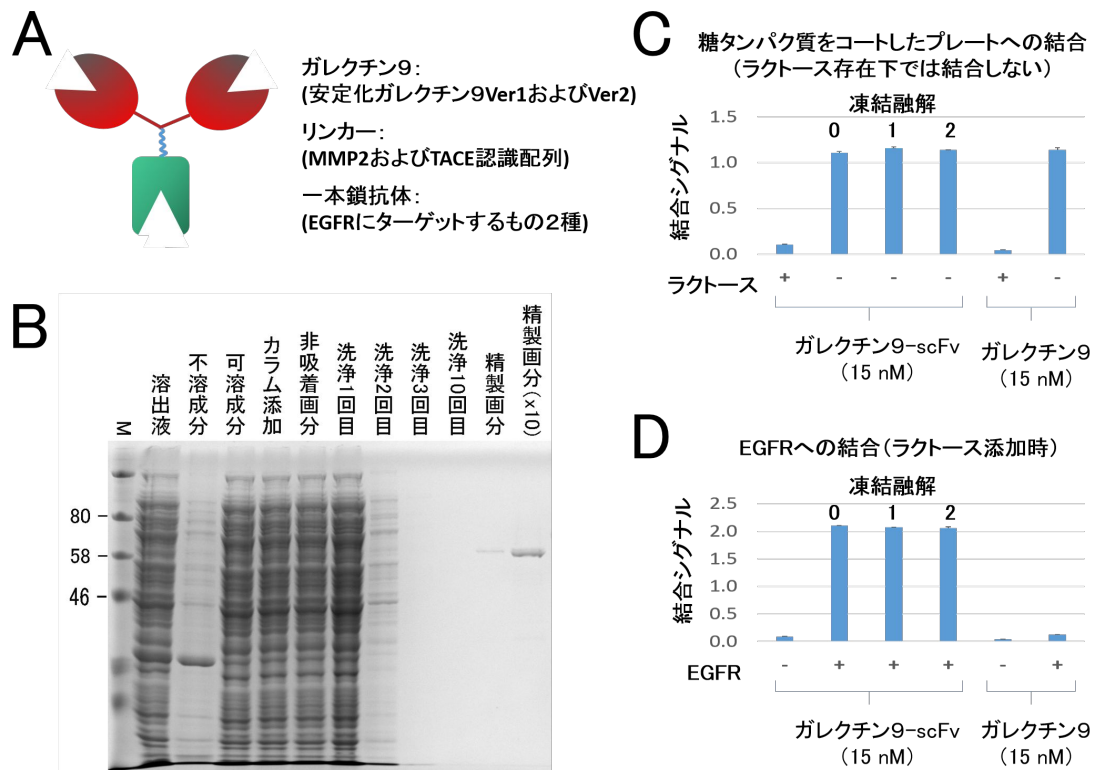 A
ガレクチン9:
(安定化ガレクチン9Ver1およびVer2)
リンカー:
(MMP2およびTACE認識配列)
一本鎖抗体:
(EGFRにターゲットするもの2種)
B
M
溶出液
不溶成分
可溶成分
カラム添加
非吸着画分
洗浄1回目
洗浄2回目
洗浄3回目
洗浄10回目
精製画分
精製画分(x10)
80
58
46
C
糖タンパク質をコートしたプレートへの結合
(ラクトース存在下では結合しない)
凍結融解
0 1 2
結合シグナル
1.5
1.0
0.5
0.0
ラクトース + - - - + -
ガレクチン9-scFv
(15 nM)
ガレクチン9
(15 nM)
D
EGFRへの結合(ラクトース添加時)
凍結融解
0 1 2
結合シグナル
2.5
2.0
1.5
1.0
0.5
0.0
EGFR - + + + - +
ガレクチン9-scFv
(15 nM)
ガレクチン9
(15 nM)